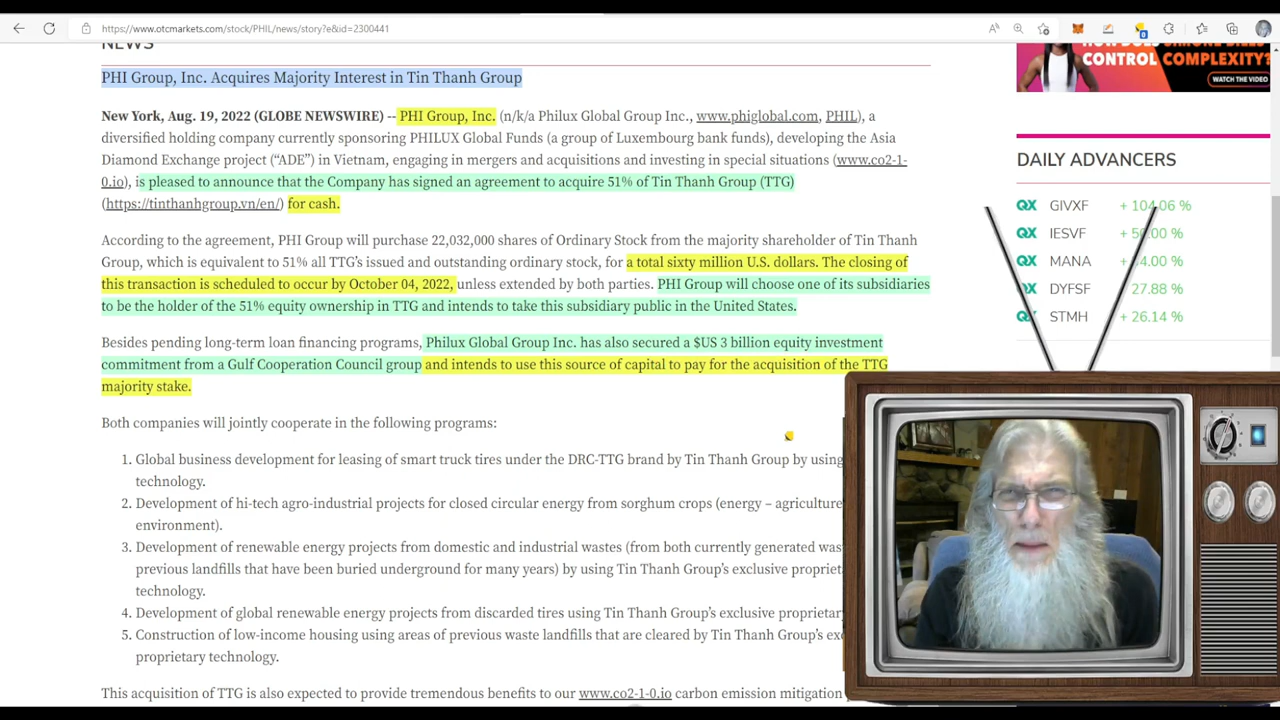 https://www.otcmarkets.com/stock/PHIL/news/story?e&id=2300441
NEWS
PHI Group, Inc. Acquires Majority Interest in Tin Thanh Group
New York, Aug. 19, 2022 (GLOBE NEWSWIRE) -- PHI Group, Inc. (n/k/a Philux Global Group Inc., www.phiglobal.com, PHIL), a
diversified holding company currently sponsoring PHILUX Global Funds (a group of Luxembourg bank funds), developing the Asia
Diamond Exchange project (“ADE”) in Vietnam, engaging in mergers and acquisitions and investing in special situations (www.co2-1-
0.io), is pleased to announce that the Company has signed an agreement to acquire 51% of Tin Thanh Group (TTG)
(https://tinthanhgroup.vn/en/) for cash.
According to the agreement, PHI Group will purchase 22,032,000 shares of Ordinary Stock from the majority shareholder of Tin Thanh
Group, which is equivalent to 51% all TTG’s issued and outstanding ordinary stock, for a total sixty million U.S. dollars. The closing of
this transaction is scheduled to occur by October 04, 2022, unless extended by both parties. PHI Group will choose one of its subsidiaries
to be the holder of the 51% equity ownership in TTG and intends to take this subsidiary public in the United States.
Besides pending long-term loan financing programs, Philux Global Group Inc. has also secured a $US 3 billion equity investment
commitment from a Gulf Cooperation Council group and intends to use this source of capital to pay for the acquisition of the TTG
majority stake.
Both companies will jointly cooperate in the following programs:
1. Global business development for leasing of smart truck tires under the DRC-TTG brand by Tin Thanh Group by using
technology.
2. Development of hi-tech agro-industrial projects for closed circular energy from sorghum crops (energy – agriculture
environment).
3. Development of renewable energy projects from domestic and industrial wastes (from both currently generated
previous landfills that have been buried underground for many years) by using Tin Thanh Group’s exclusive
technology.
4. Development of global renewable energy projects from discarded tires using Tin Thanh Group’s exclusive proprietary
5. Construction of low-income housing using areas of previous waste landfills that are cleared by Tin Thanh Group’s
proprietary technology.
This acquisition of TTG is also expected to provide tremendous benefits to our www.co2-1-0.io carbon emission mitigation
CONTROL COMPLEXITY?
WATCH THE VIDEO
DAILY ADVANCERS
QX GIVXF + 104.06 %
QX IESVF
QX MANA
QX DYFSF 27.88 %
QX STMH + 26.14 %